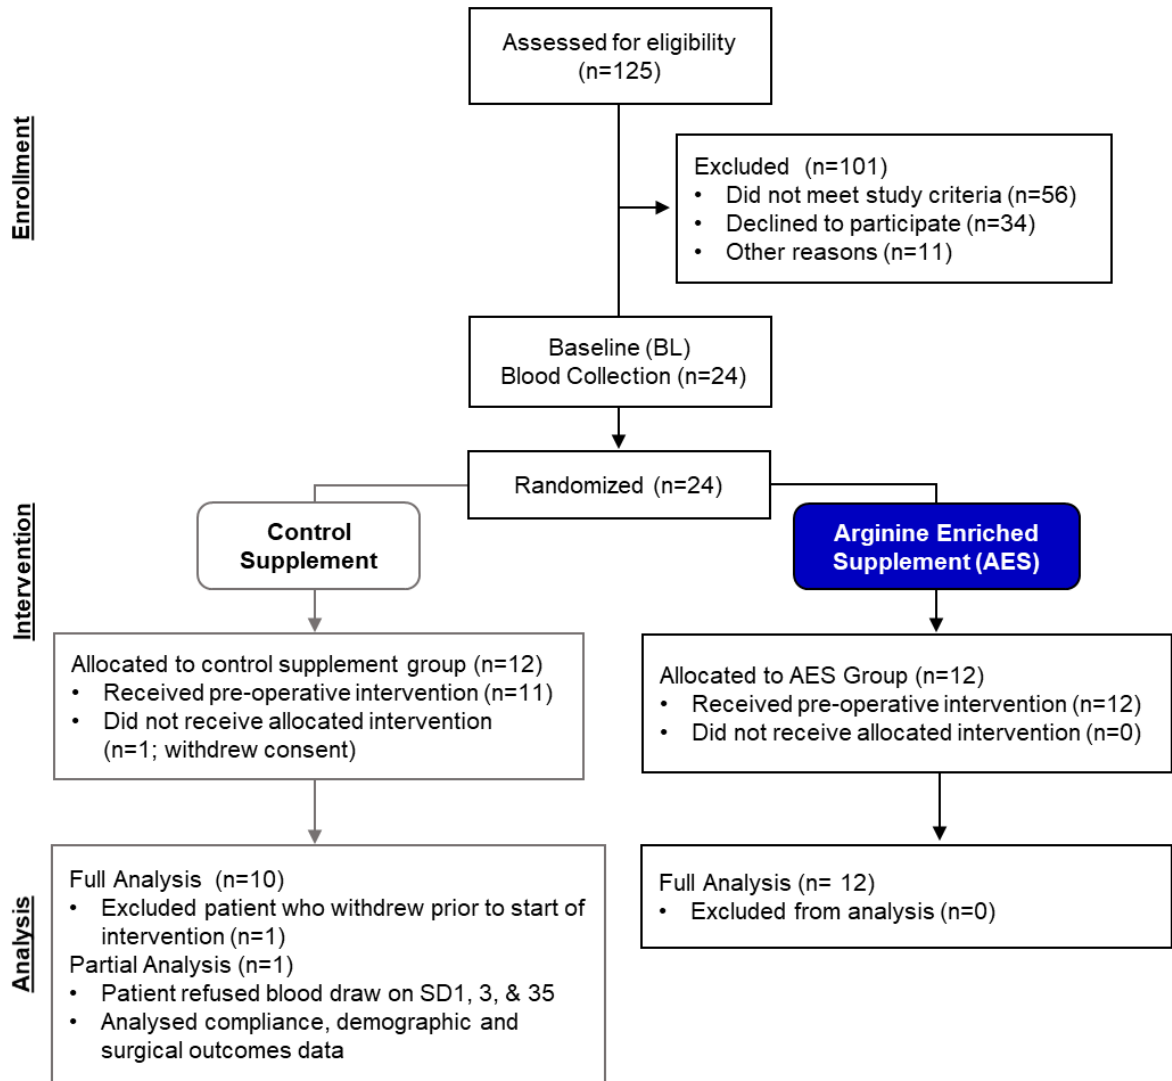 Assessed for eligibility
(n=125)
Enrollment
Excluded  (n=101)
• Did not meet study criteria (n=56)
• Declined to participate (n=34)
• Other reasons (n=11)
Baseline (BL)
Blood Collection (n=24)
Randomized (n=24)
Intervention
Control
Supplement
Arginine Enriched
Supplement (AES)
Allocated to control supplement group (n=12)
• Received pre-operative intervention (n=11)
• Did not receive allocated intervention
(n=1; withdrew consent)
Allocated to AES Group (n=12)
• Received pre-operative intervention (n=12)
• Did not receive allocated intervention (n=0)
Analysis
Full Analysis  (n=10)
• Excluded patient who withdrew prior to start of
intervention (n=1)
Partial Analysis (n=1)
• Patient refused blood draw on SD1, 3, & 35
• Analysed compliance, demographic and
surgical outcomes data
Full Analysis (n= 12)
• Excluded from analysis (n=0)